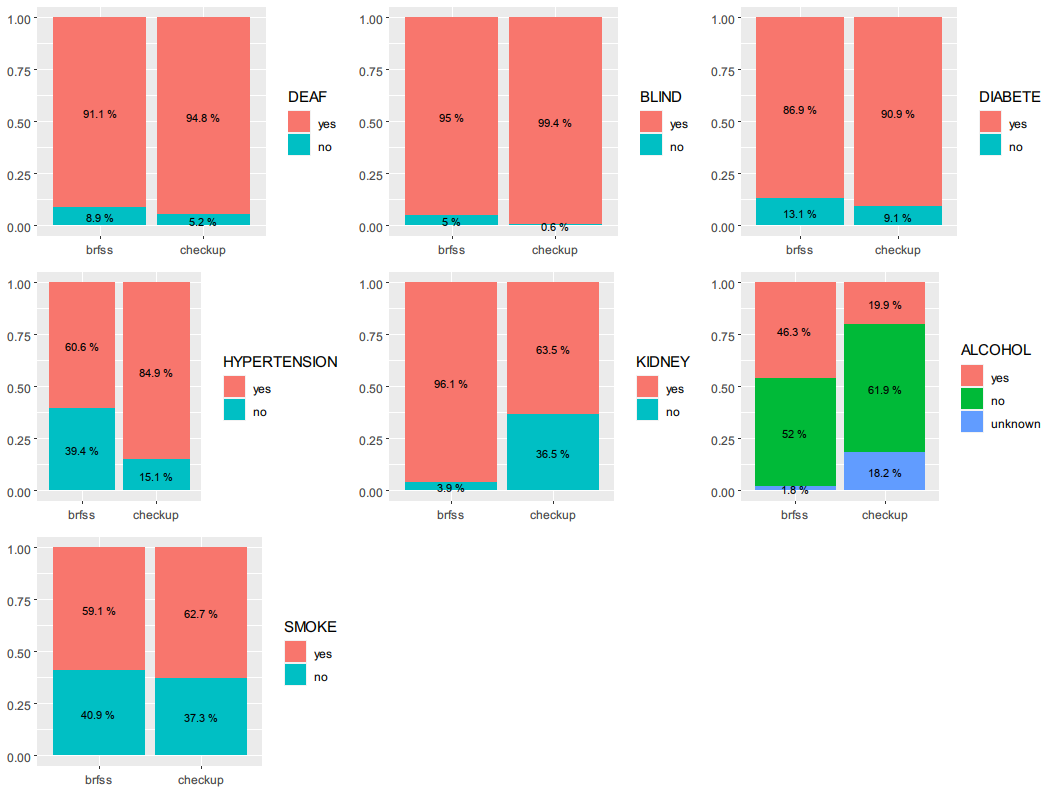 1.00
0.75
0.50
0.25
0.00
91.1 %
94.8 %
8.9 %
5.2 %
brfss
checkup
DEAF
yes
no
1.00
0.75
0.50
0.25
0.00
95 %
99.4 %
5 %
0.6 %
brfss
checkup
BLIND
yes
no
1.00
0.75
0.50
0.25
0.00
86.9 %
90.9 %
13.1 %
9.1 %
brfss
checkup
DIABETE
yes
no
1.00
0.75
0.50
0.25
0.00
60.6 %
84.9 %
39.4 %
15.1 %
brfss
checkup
HYPERTENSION
yes
no
1.00
0.75
0.50
0.25
0.00
96.1 %
63.5 %
3.9 %
36.5 %
brfss
checkup
KIDNEY
yes
no
1.00
0.75
0.50
0.25
0.00
46.3 %
19.9 %
52 %
61.9 %
1.8 %
18.2 %
brfss
checkup
ALCOHOL
yes
no
unknown
1.00
0.75
0.50
0.25
0.00
59.1 %
62.7 %
40.9 %
37.3 %
brfss
checkup
SMOKE
yes
no